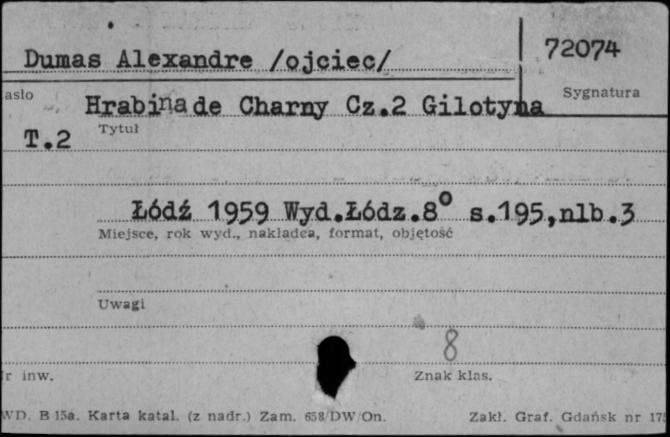 Dumas Alexandre /ojciec/ 72074
asło Sygnatura
Hrabina de Charny Cz.2 Gilotyna
Tytuł
T.2
Łódź 1959 Wyd.Łódz.8° s.195,nlb.3
Miejsce, rok wyd., nakładca, format, objętość
Uwagi
8
r inw. Znak klas.
WD. B 15a. Karta katal. (z nadr.) Zam. 658/DW/On. Zakł. Graf. Gdańsk nr